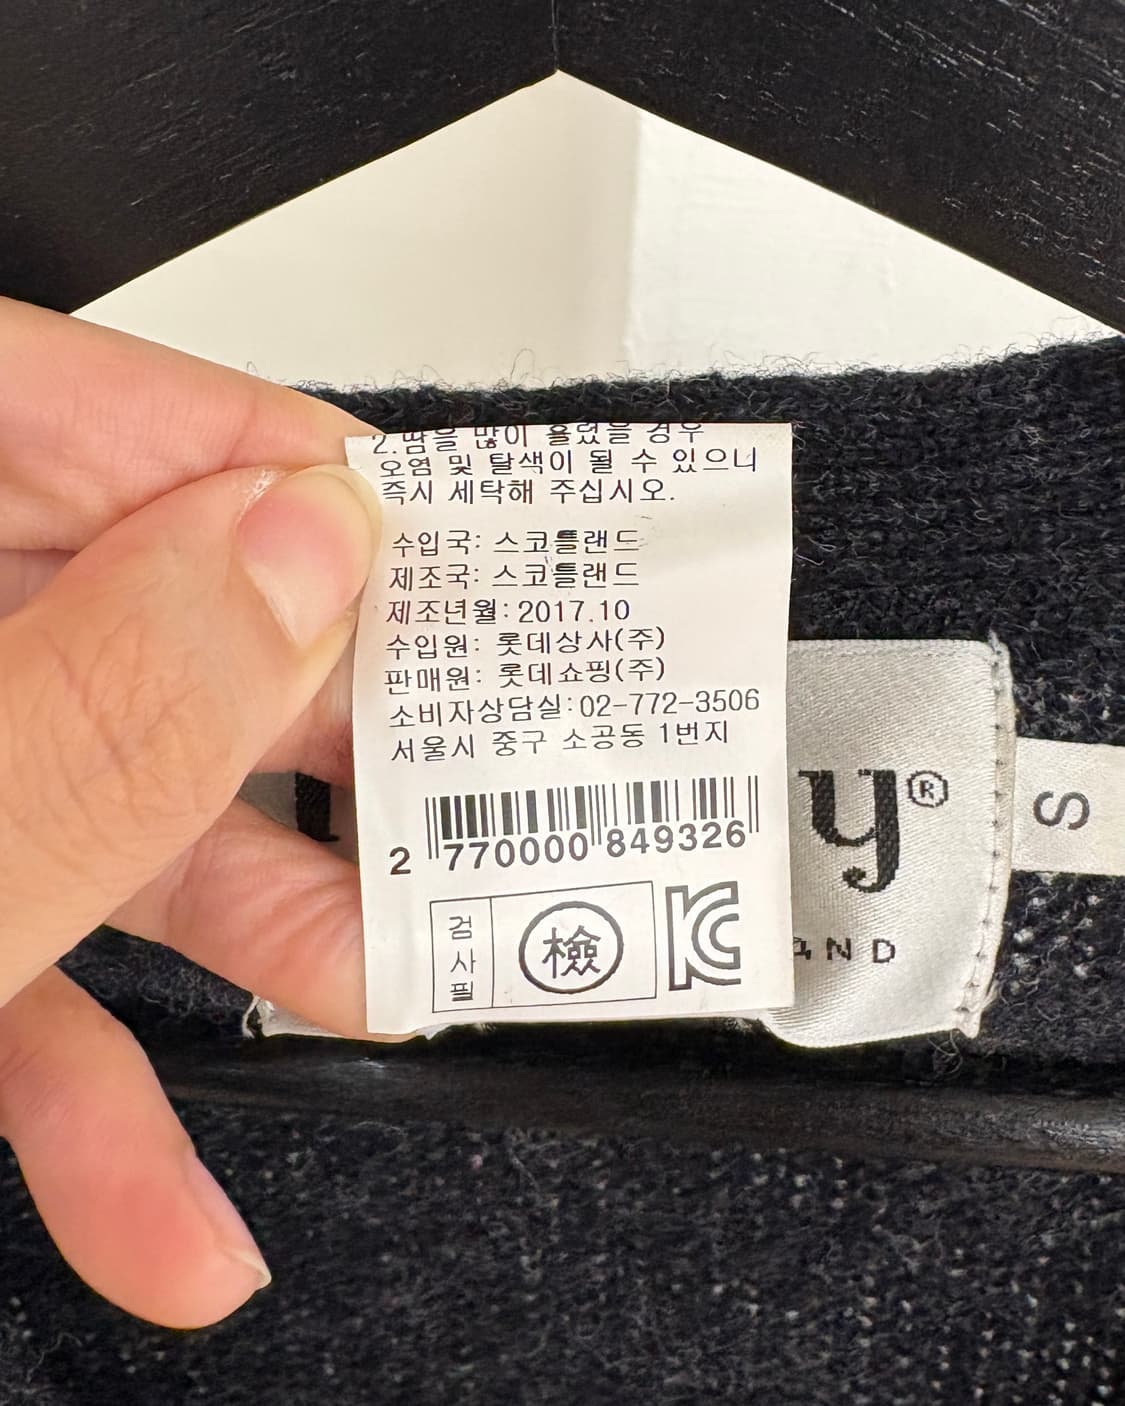 2.땀을 많이 흘렸을 경우
오염 및 탈색이 될 수 있으니
즉시 세탁해 주십시오.
수입국: 스코틀랜드
제조국: 스코틀랜드
제조년월: 2017.10
수입원: 롯데상사(주)
판매원: 롯데쇼핑(주)
소비자상담실:02-772-3506
서울시 중구 소공동 1번지
2 770000 849326
검사필
檢
KC
y®
AND
S